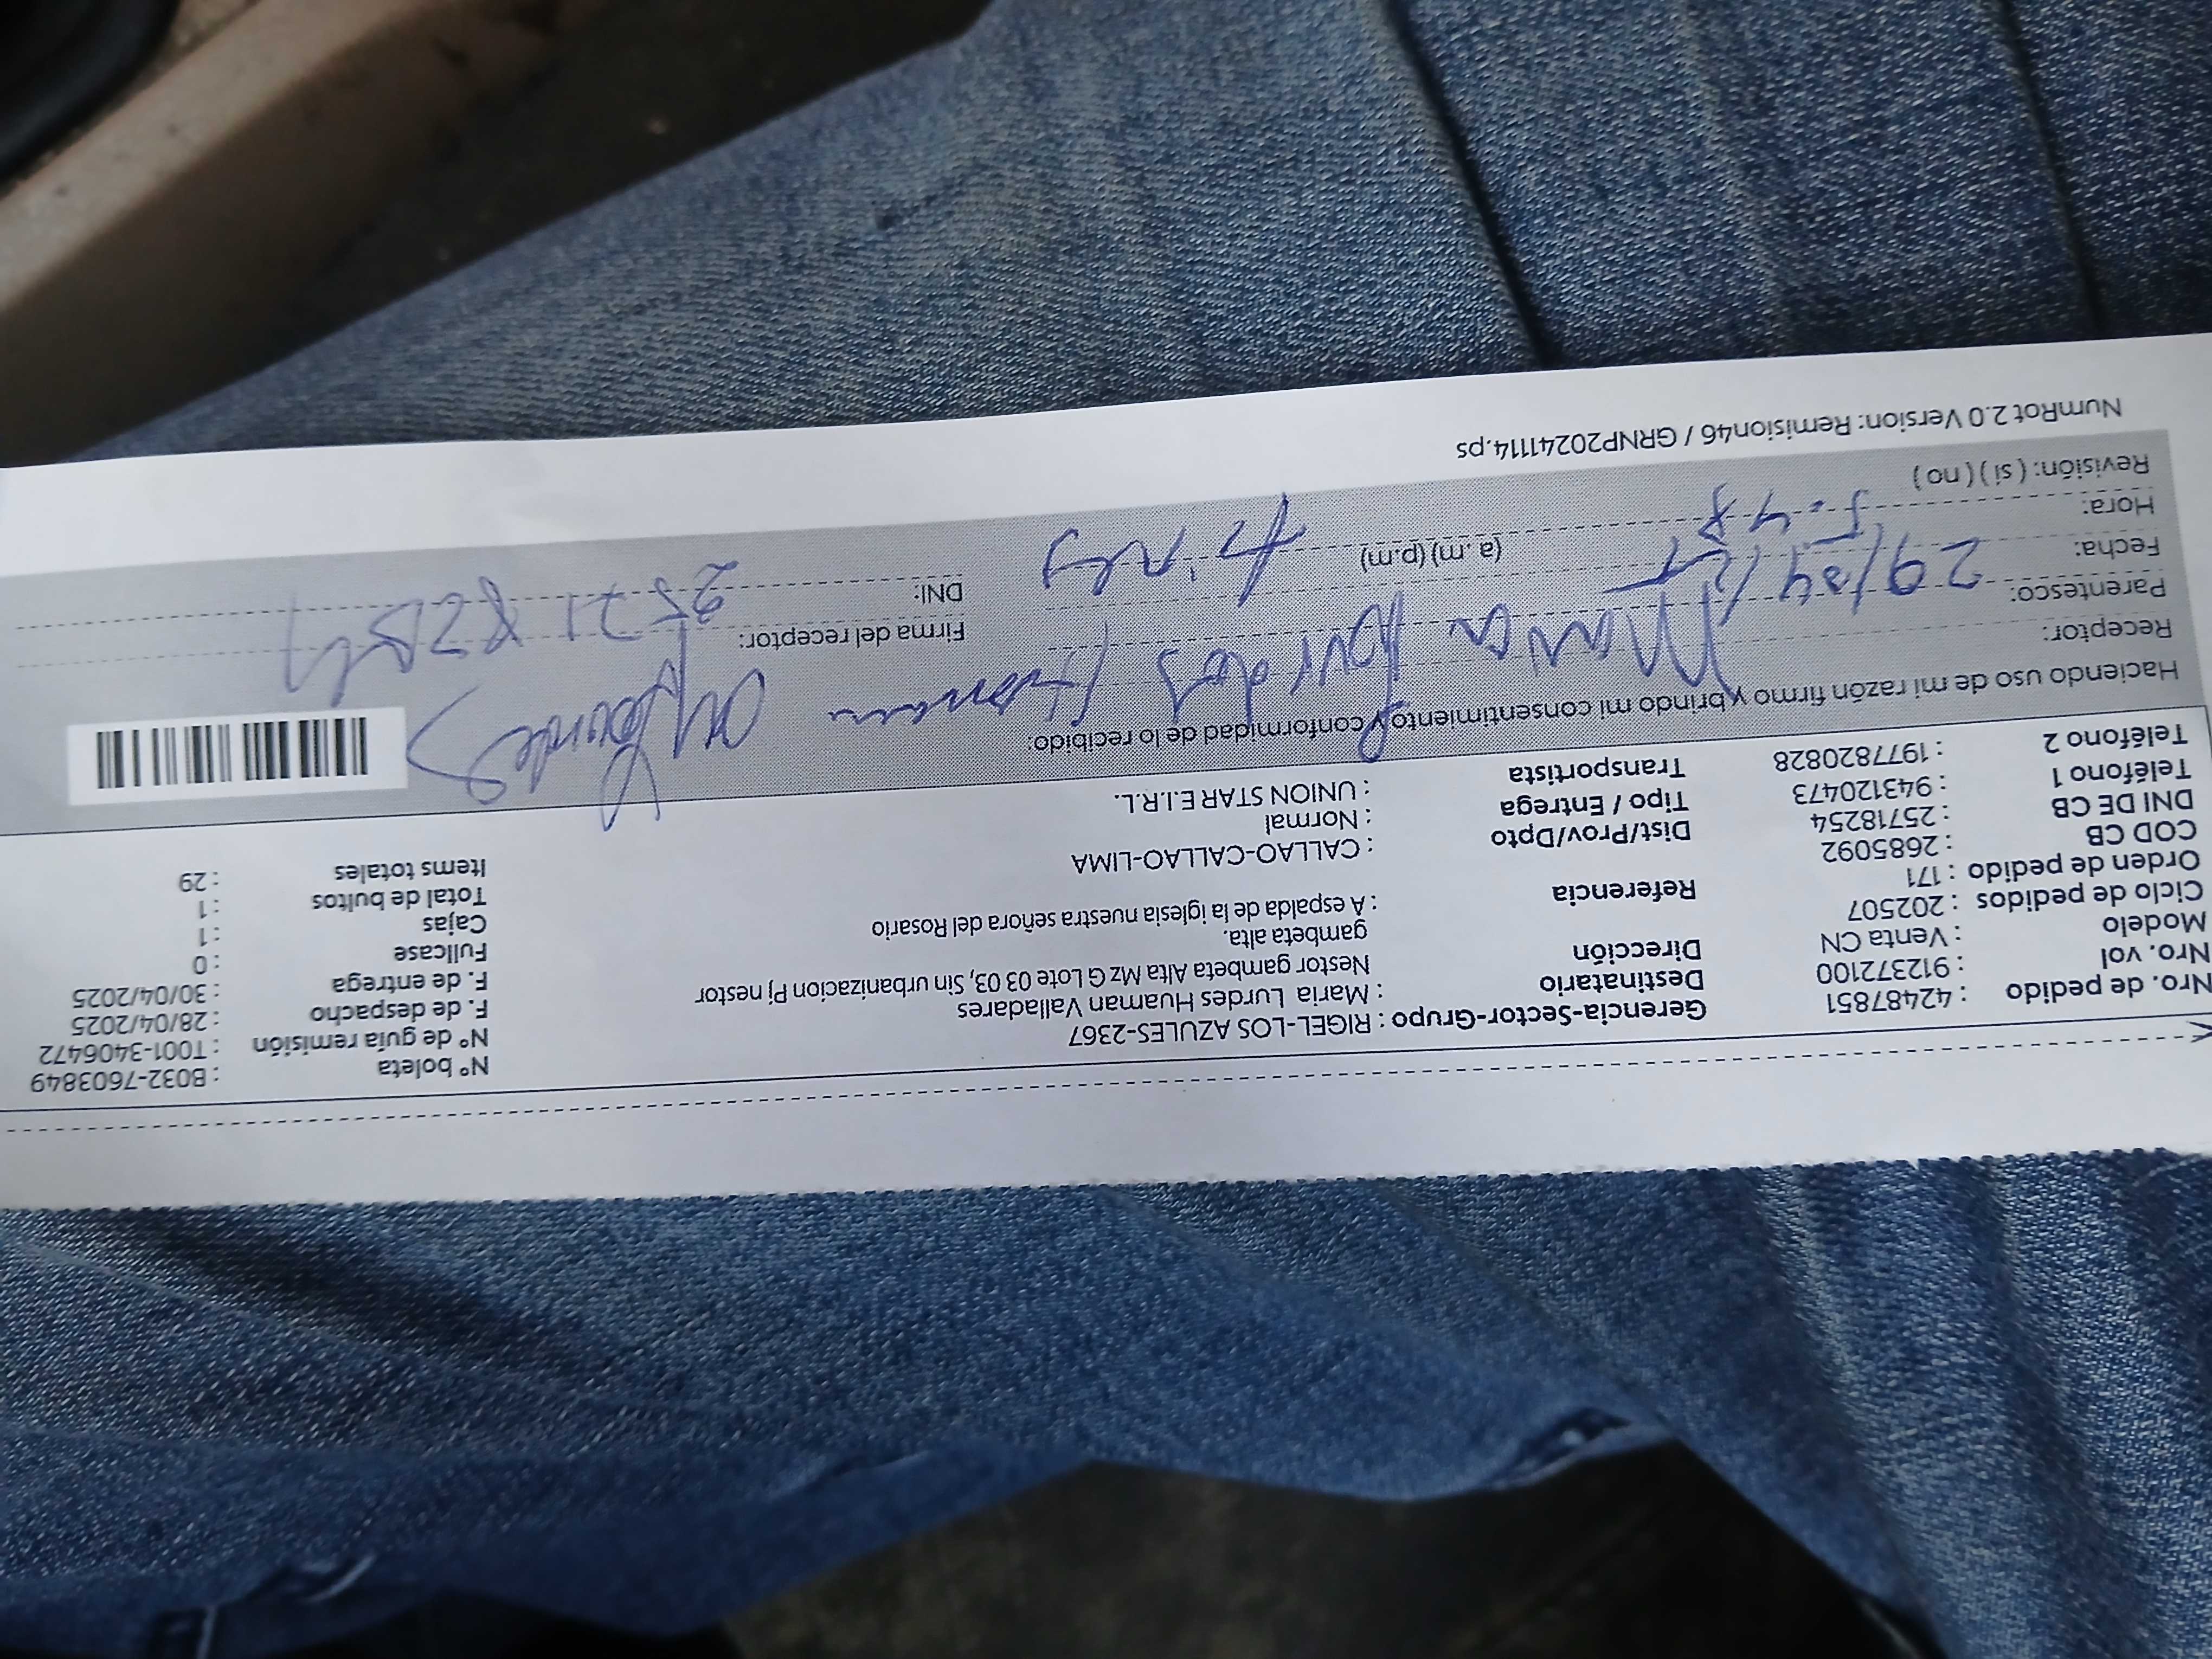 Nro. de pedido : 42487851
Nro. vol : 912372100
Modelo : Venta CN
Ciclo de pedidos : 202507
Orden de pedido : 171
COD CB : 2685092
DNI DE CB : 25718254
Teléfono 1 : 943120473
Teléfono 2 : 1977820828
Gerencia-Sector-Grupo : RIGEL-LOS AZULES-2367
Destinatario : Maria Lurdes Huaman Valladares
Dirección Nestor gambeta Alta Mz G Lote 03 03, Sin urbanizacion Pj nestor
gambeta alta.
Referencia : A espalda de la iglesia nuestra señora del Rosario
Dist/Prov/Dpto : CALLAO-CALLAO-LIMA
Tipo / Entrega : Normal
Transportista : UNION STAR E.I.R.L.
N° boleta : B032-7603849
N° de guía remisión : T001-3406472
F. de despacho : 28/04/2025
F. de entrega : 30/04/2025
Fullcase : 0
Cajas : 1
Total de bultos : 1
Items totales : 29
Haciendo uso de mi razón firmo y brindo mi consentimiento y conformidad de lo recibido:
Receptor: Maria Lourdes Huaman
Parentesco:
Fecha: 29/04/25
Hora: 5:48 (a.m) (p.m)
Revisión: ( si ) ( no )
Firma del receptor:
DNI: 25718254
NumRot 2.0 Version: Remision46 / GRNP20241114.ps